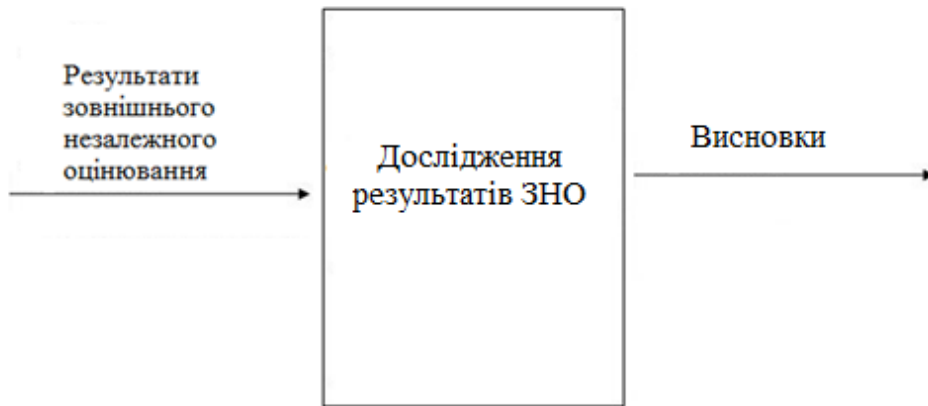 Результати
зовнішнього
незалежного
оцінювання
Дослідження
результатів ЗНО
Висновки